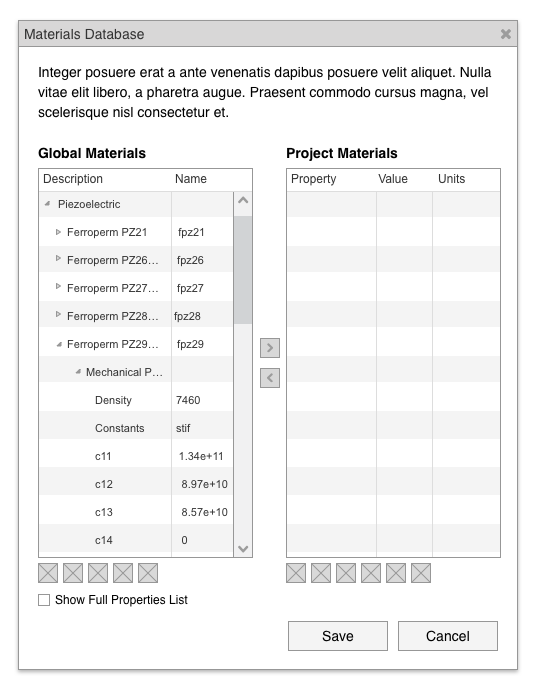 Materials Database
Integer posuere erat a ante venenatis dapibus posuere velit aliquet. Nulla
vitae elit libero, a pharetra augue. Praesent commodo cursus magna, vel
scelerisque nisl consectetur et.
Global Materials
Description Name
Piezoelectric
Ferroperm PZ21 fpz21
Ferroperm PZ26... fpz26
Ferroperm PZ27... fpz27
Ferroperm PZ28... fpz28
Ferroperm PZ29... fpz29
Mechanical P...
Density 7460
Constants stif
c11 1.34e+11
c12 8.97e+10
c13 8.57e+10
c14 0
Show Full Properties List
Project Materials
Property Value Units
Save Cancel